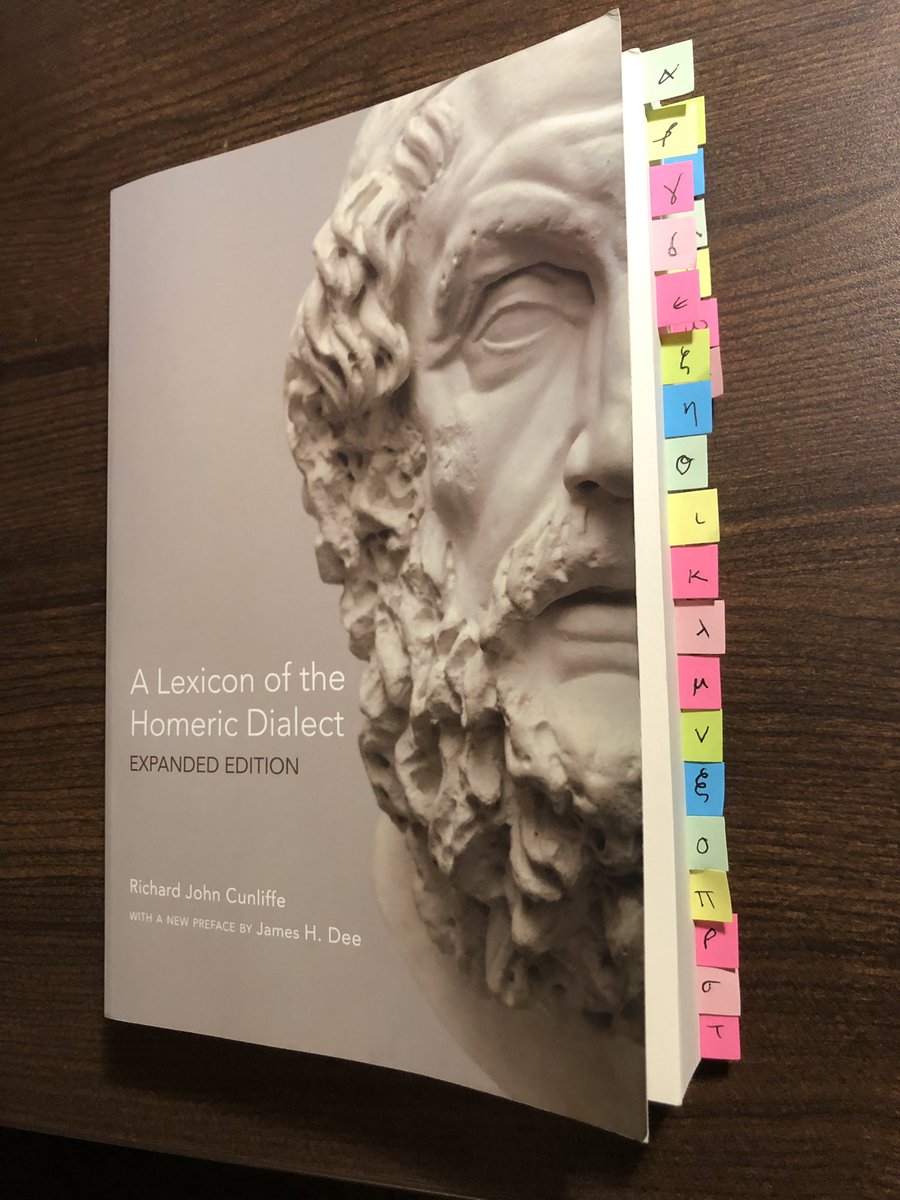 A Lexicon of the
Homeric Dialect
EXPANDED EDITION
Richard John Cunliffe
WITH A NEW PREFACE BY James H. Dee
α
β
γ
δ
ε
ζ
η
θ
ι
κ
λ
μ
ν
ξ
ο
π
ρ
σ
τ